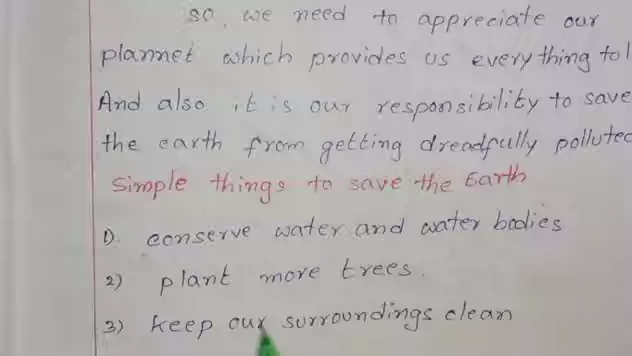 so, we need to appreciate our
plannet which provides us everything to l
And also it is our responsibility to save
the earth from getting dreadfully polluted
Simple things to save the Earth
1). conserve water and water bodies
2) plant more trees.
3) keep our surroundings clean